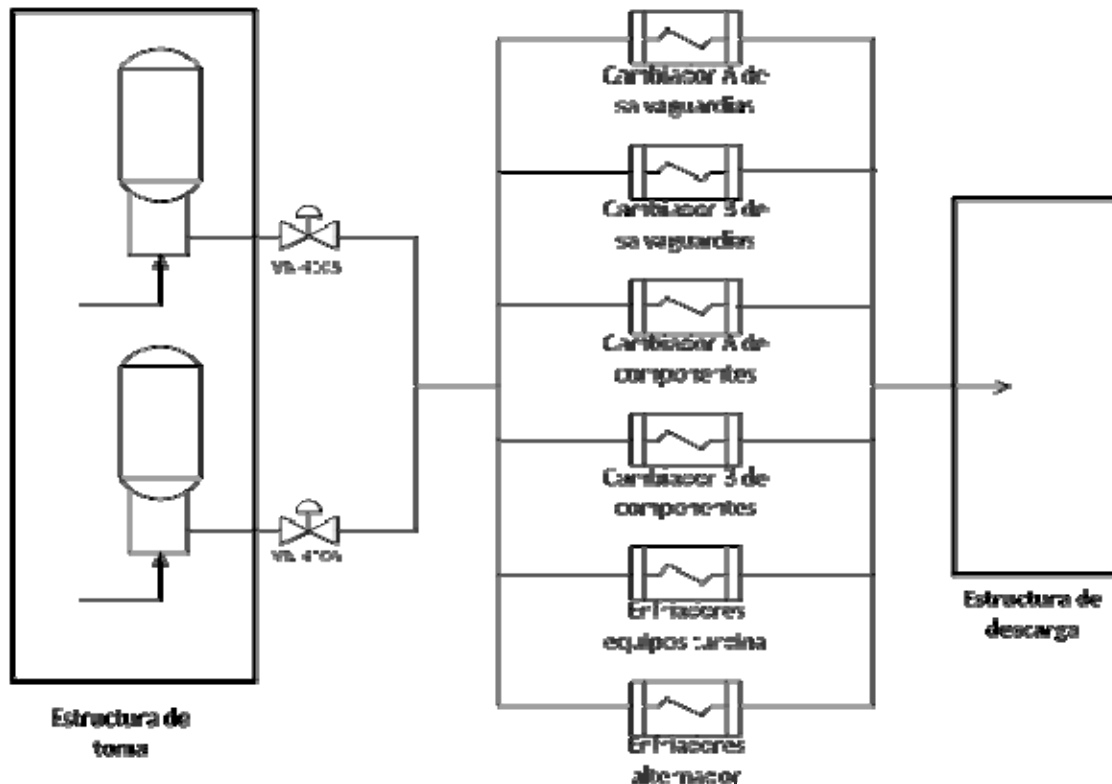 Cambiador A de
salvaguardias
Cambiador B de
salvaguardias
Cambiador A de
componentes
Cambiador B de
componentes
Enfriadores
equipos turbina
Enfriadores
alternador
Estructura de
toma
Estructura de
descarga